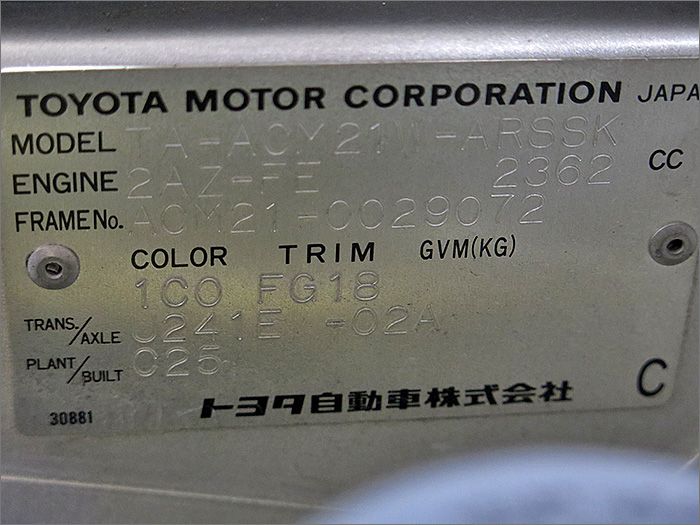 TOYOTA MOTOR CORPORATION JAPA
MODEL TA-ACM21W-ARSSK
ENGINE 2AZ-FE 2362 CC
FRAME No. ACM21-0029072
COLOR TRIM GVM(KG)
1C0 FG18
TRANS./AXLE U241E -02A
PLANT/BUILT C25
30881 トヨタ自動車株式会社 C